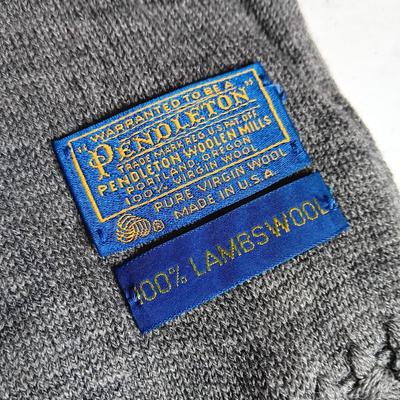 "WARRANTED TO BE A
PENDLETON"
TRADE MARK REG. U.S. PAT. OFF.
PENDLETON WOOLEN MILLS
PORTLAND, OREGON
100% VIRGIN WOOL
PURE VIRGIN WOOL
® MADE IN U.S.A.
100% LAMBSWOOL